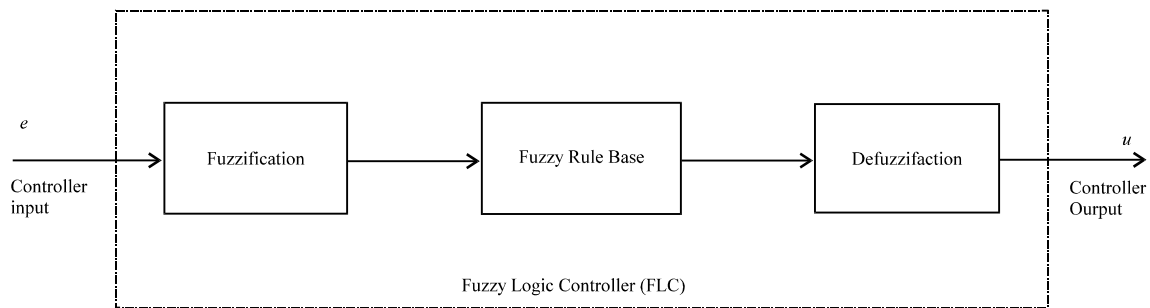 e
Controller
input
Fuzzification
Fuzzy Rule Base
Defuzzifaction
u
Controller
Ourput
Fuzzy Logic Controller (FLC)